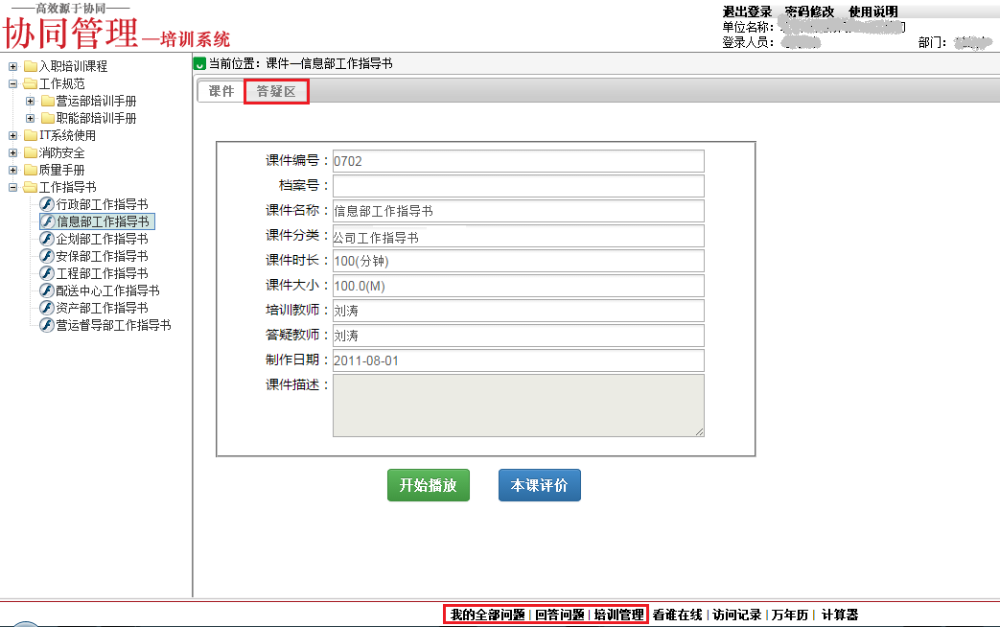 ——高效源于协同——
协同管理—培训系统
退出登录 密码修改 使用说明
单位名称：
登录人员： 部门：
入职培训课程
工作规范
营运部培训手册
职能部培训手册
IT系统使用
消防安全
质量手册
工作指导书
行政部工作指导书
信息部工作指导书
企划部工作指导书
安保部工作指导书
工程部工作指导书
配送中心工作指导书
资产部工作指导书
营运督导部工作指导书
当前位置：课件—信息部工作指导书
课件 答疑区
课件编号：0702
档案号：
课件名称：信息部工作指导书
课件分类：公司工作指导书
课件时长：100(分钟)
课件大小：100.0(M)
培训教师：刘涛
答疑教师：刘涛
制作日期：2011-08-01
课件描述：
开始播放 本课评价
我的全部问题|回答问题|培训管理 看谁在线|访问记录|万年历|计算器